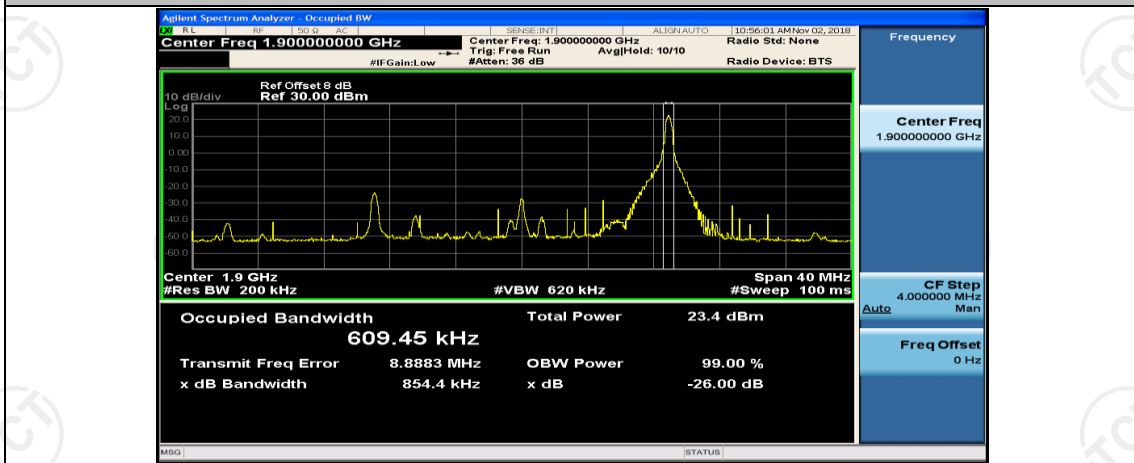 Agilent Spectrum Analyzer - Occupied BW
LXI RL RF 50 Ω AC SENSE:INT ALIGN AUTO 10:56:01 AM Nov 02, 2018
Center Freq 1.900000000 GHz
Center Freq: 1.900000000 GHz
Radio Std: None
Trig: Free Run Avg|Hold: 10/10
#IFGain:Low
#Atten: 36 dB
Radio Device: BTS
Ref Offset 8 dB
10 dB/div Ref 30.00 dBm
Log
20.0
10.0
0.00
-10.0
-20.0
-30.0
-40.0
-50.0
-60.0
Center 1.9 GHz Span 40 MHz
#Res BW 200 kHz #VBW 620 kHz #Sweep 100 ms
Occupied Bandwidth Total Power 23.4 dBm
609.45 kHz
Transmit Freq Error 8.8883 MHz OBW Power 99.00 %
x dB Bandwidth 854.4 kHz x dB -26.00 dB
MSG STATUS
Frequency
Center Freq
1.900000000 GHz
CF Step
4.000000 MHz
Auto Man
Freq Offset
0 Hz
TCT
TCT
TCT
TCT